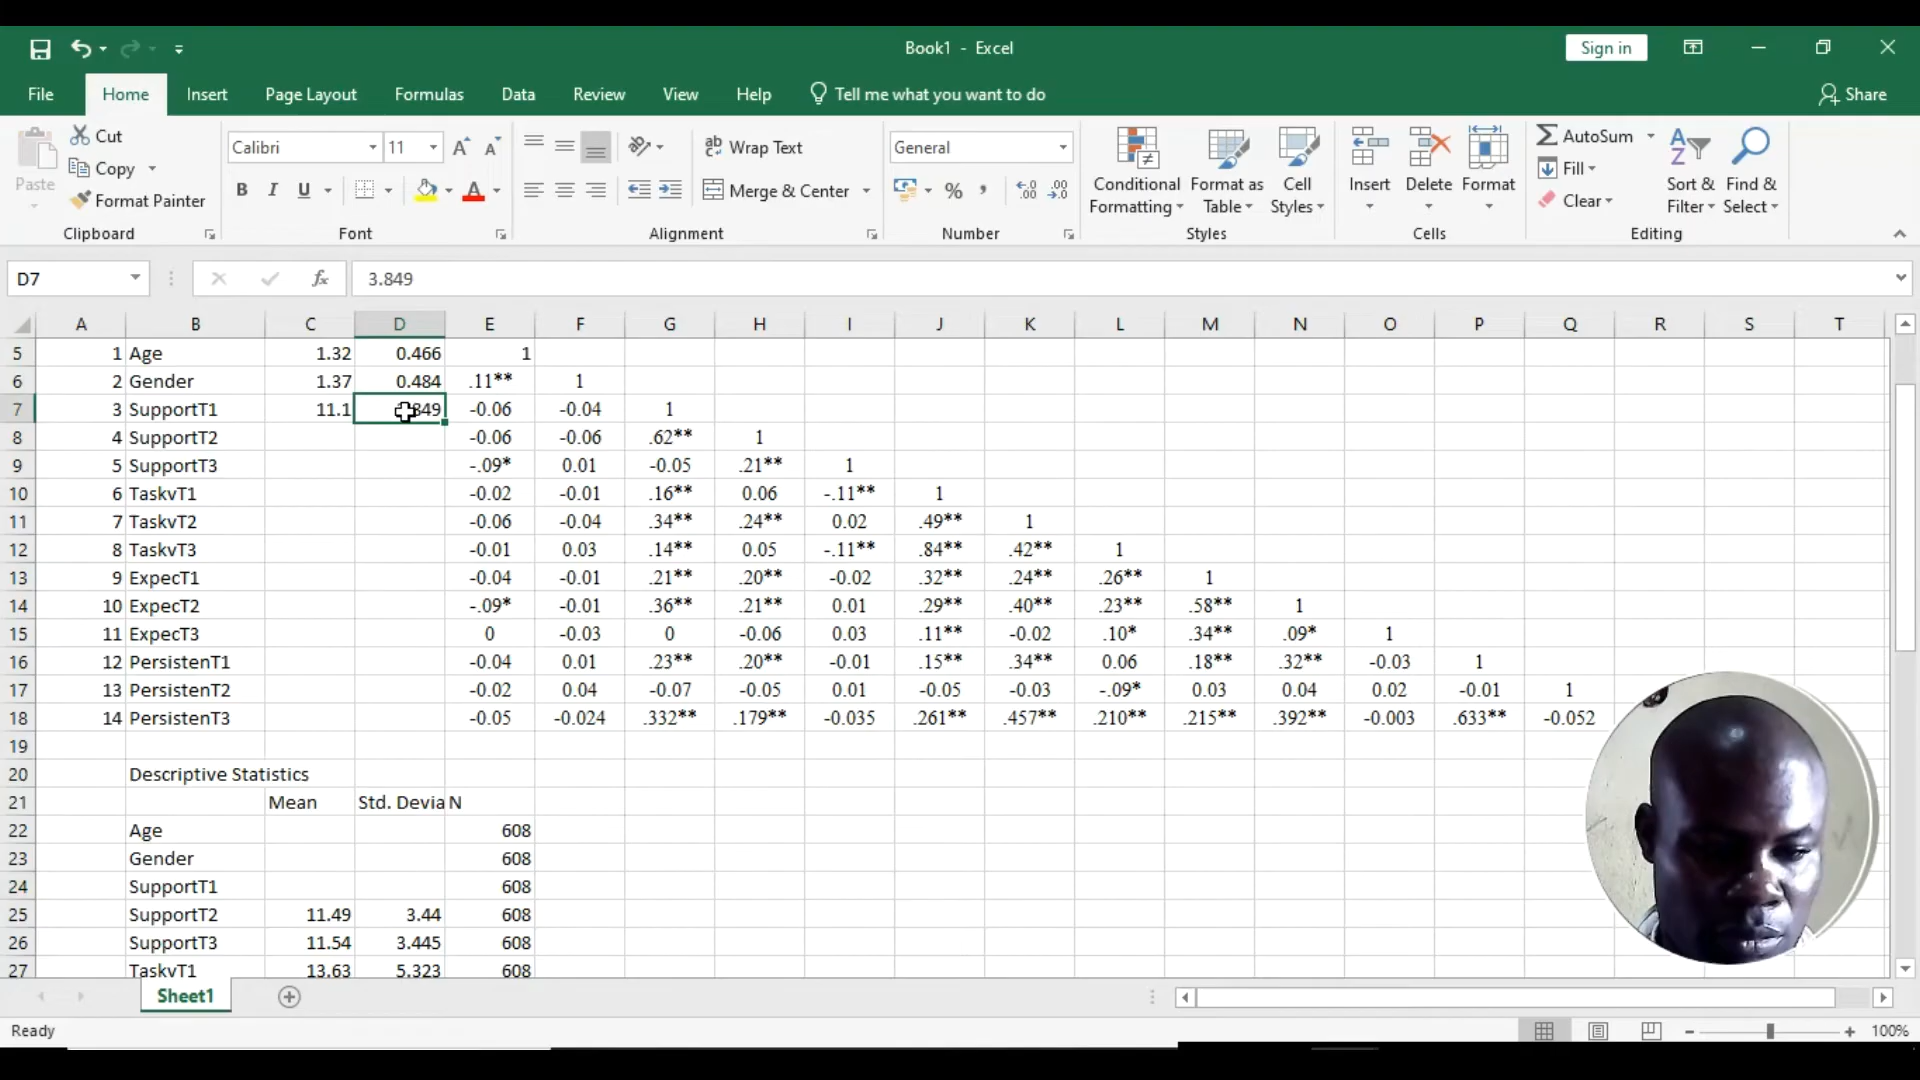 Book1 - Excel
Sign in
File Home Insert Page Layout Formulas Data Review View Help Tell me what you want to do Share
Paste Cut
Copy
Format Painter
Clipboard
Calibri 11
B I U A
Font
ab Wrap Text
Merge & Center
Alignment
General
% ,
Number
Conditional Formatting
Format as Table
Cell Styles
Styles
Insert Delete Format
Cells
AutoSum
Fill
Clear
Sort & Filter
Find & Select
Editing
D7 fx 3.849
A B C D E F G H I J K L M N O P Q R S T
5 1 Age 1.32 0.466 1
6 2 Gender 1.37 0.484 .11** 1
7 3 SupportT1 11.1 -0.06 -0.04 1
8 4 SupportT2 -0.06 -0.06 .62** 1
9 5 SupportT3 -.09* 0.01 -0.05 .21** 1
10 6 TaskvT1 -0.02 -0.01 .16** 0.06 -.11** 1
11 7 TaskvT2 -0.06 -0.04 .34** .24** 0.02 .49** 1
12 8 TaskvT3 -0.01 0.03 .14** 0.05 -.11** .84** .42** 1
13 9 ExpecT1 -0.04 -0.01 .21** .20** -0.02 .32** .24** .26** 1
14 10 ExpecT2 -.09* -0.01 .36** .21** 0.01 .29** .40** .23** .58** 1
15 11 ExpecT3 0 -0.03 0 -0.06 0.03 .11** -0.02 .10* .34** .09* 1
16 12 PersistenT1 -0.04 0.01 .23** .20** -0.01 .15** .34** 0.06 .18** .32** -0.03 1
17 13 PersistenT2 -0.02 0.04 -0.07 -0.05 0.01 -0.05 -0.03 -.09* 0.03 0.04 0.02 -0.01 1
18 14 PersistenT3 -0.05 -0.024 .332** .179** -0.035 .261** .457** .210** .215** .392** -0.003 .633** -0.052
19
20 Descriptive Statistics
21 Mean Std. Devia N
22 Age 608
23 Gender 608
24 SupportT1 608
25 SupportT2 11.49 3.44 608
26 SupportT3 11.54 3.445 608
27 TaskvT1 13.63 5.323 608
Sheet1
Ready 100%